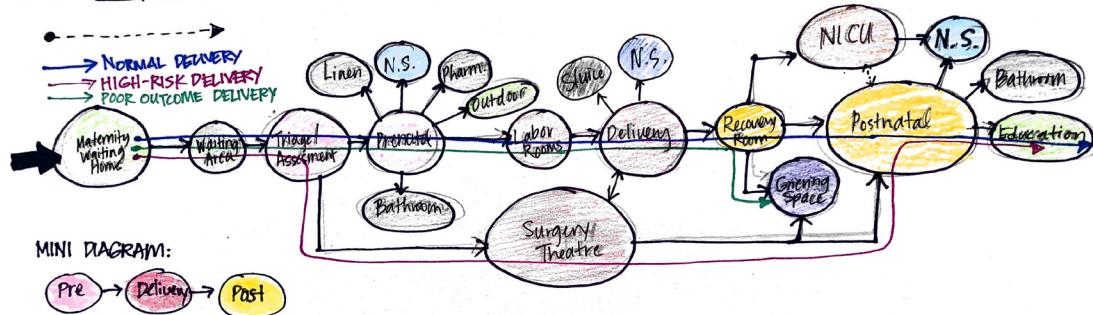 NORMAL DELIVERY
HIGH-RISK DELIVERY
POOR OUTCOME DELIVERY
Maternity
Waiting
Home
Waiting
Area
Triage/
Assesment
Linen
N.S.
Pharm.
Outdoor
Prenatal
Bathroom
Labor
Rooms
Sluice
N.S.
Delivery
Surgery
Theatre
Recovery
Room
Grieving
Space
NICU
N.S.
Bathroom
Postnatal
Education
MINI DIAGRAM:
Pre
Delivery
Post